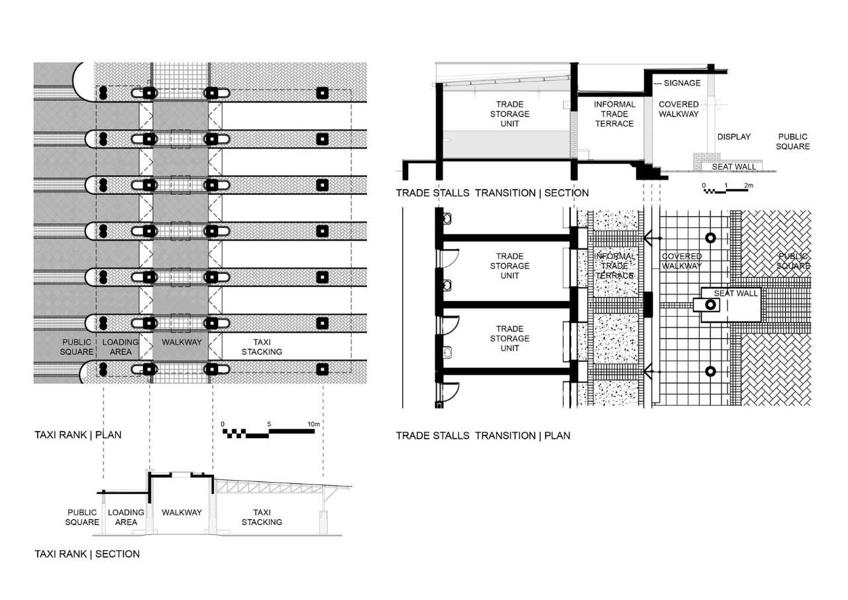 PUBLIC
SQUARE
LOADING
AREA
WALKWAY
TAXI
STACKING
TAXI RANK | PLAN
0 5 10m
PUBLIC
SQUARE
LOADING
AREA
WALKWAY
TAXI
STACKING
TAXI RANK | SECTION
TRADE
STORAGE
UNIT
INFORMAL
TRADE
TERRACE
SIGNAGE
COVERED
WALKWAY
DISPLAY
PUBLIC
SQUARE
SEAT WALL
TRADE STALLS TRANSITION | SECTION
0 1 2m
TRADE
STORAGE
UNIT
INFORMAL
TRADE
TERRACE
COVERED
WALKWAY
PUBLIC
SQUARE
SEAT WALL
TRADE
STORAGE
UNIT
TRADE STALLS TRANSITION | PLAN